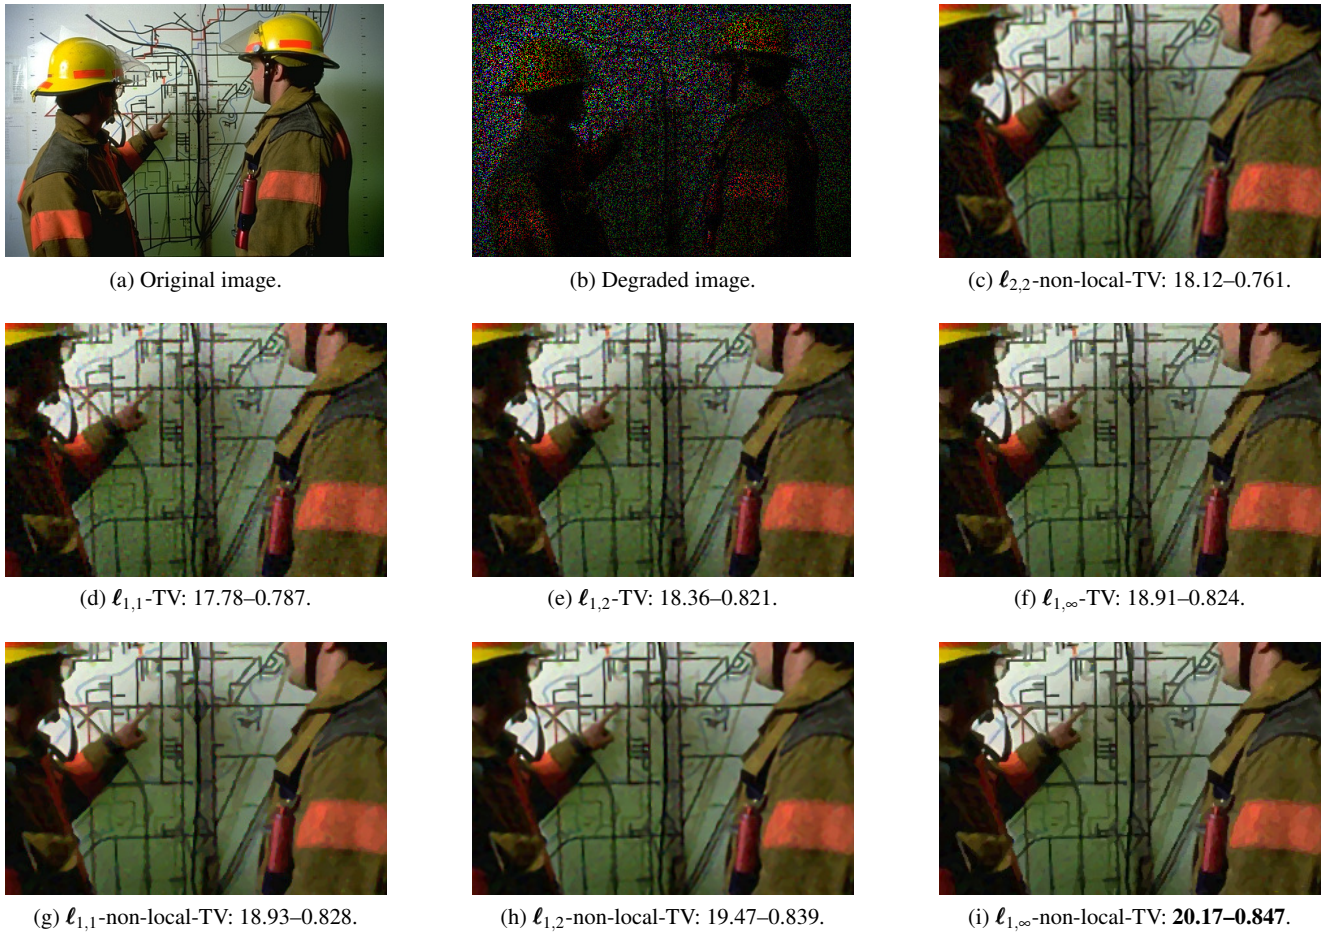 (a) Original image.
(b) Degraded image.
(c) ℓ2,2-non-local-TV: 18.12–0.761.
(d) ℓ1,1-TV: 17.78–0.787.
(e) ℓ1,2-TV: 18.36–0.821.
(f) ℓ1,∞-TV: 18.91–0.824.
(g) ℓ1,1-non-local-TV: 18.93–0.828.
(h) ℓ1,2-non-local-TV: 19.47–0.839.
(i) ℓ1,∞-non-local-TV: 20.17–0.847.